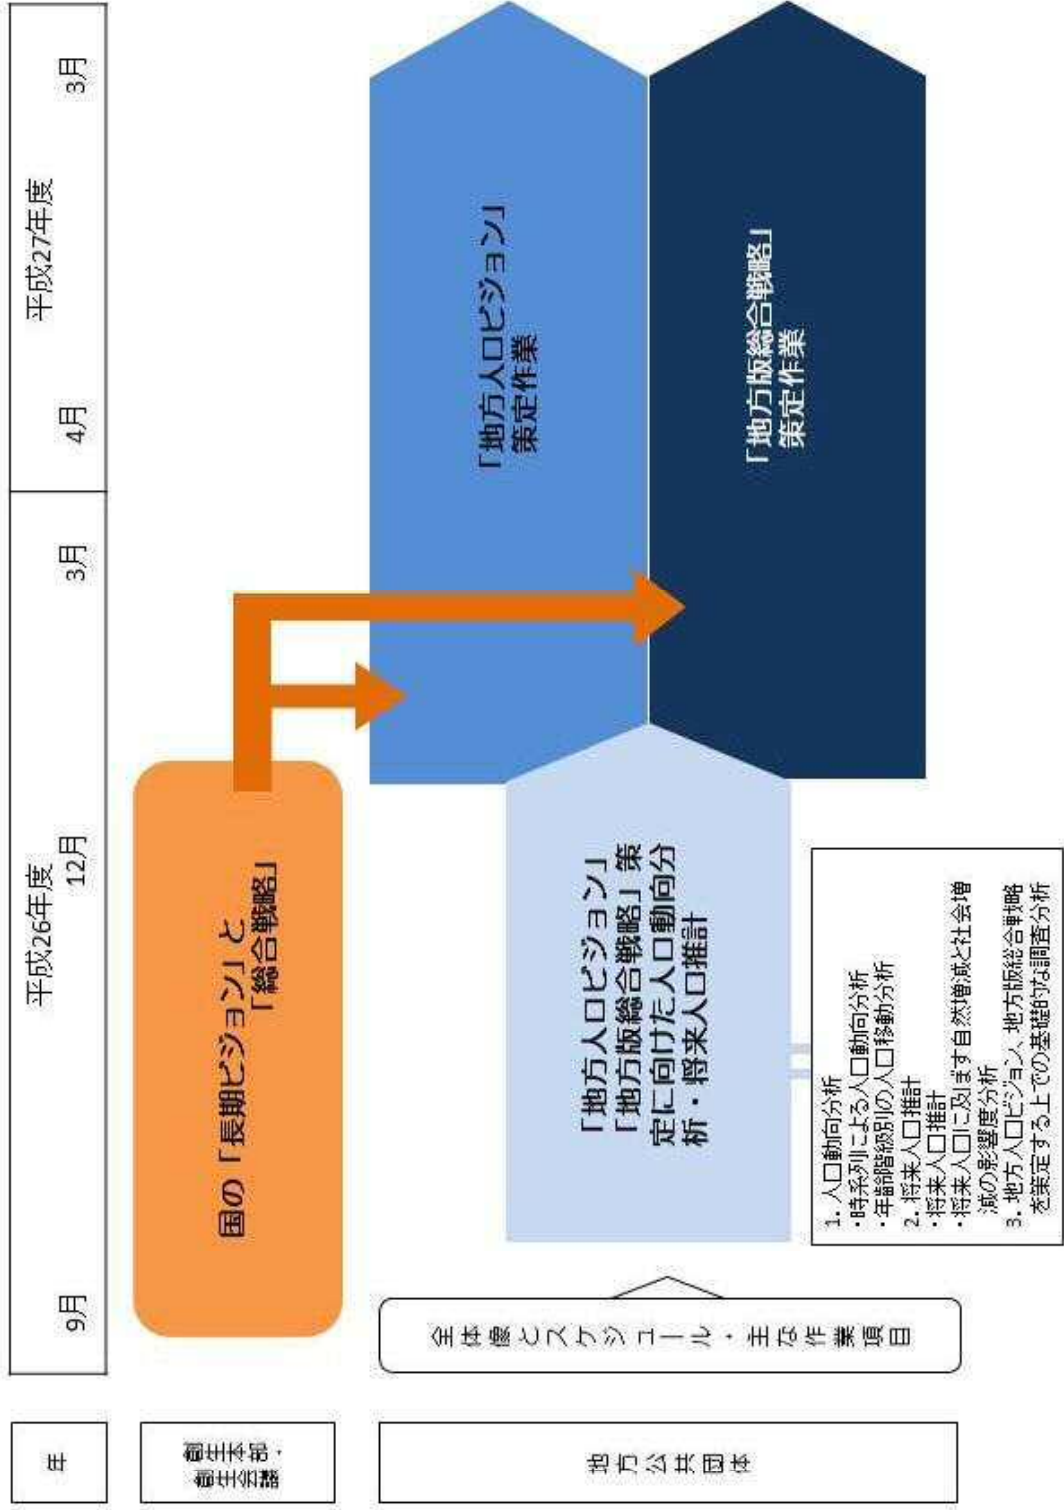 年
平成26年度
平成27年度
9月
12月
3月
4月
3月
創生本部・
創生会議
国の「長期ビジョン」と
「総合戦略」
地方公共団体
全体像とスケジュール・主な作業項目
「地方人口ビジョン」
「地方版総合戦略」策
定に向けた人口動向分
析・将来人口推計
「地方人口ビジョン」
策定作業
「地方版総合戦略」
策定作業
1. 人口動向分析
・時系列による人口動向分析
・年齢階級別の人口移動分析
2. 将来人口推計
・将来人口推計
・将来人口に及ぼす自然増減と社会増
減の影響度分析
3. 地方人口ビジョン、地方版総合戦略
を策定する上での基礎的な調査分析